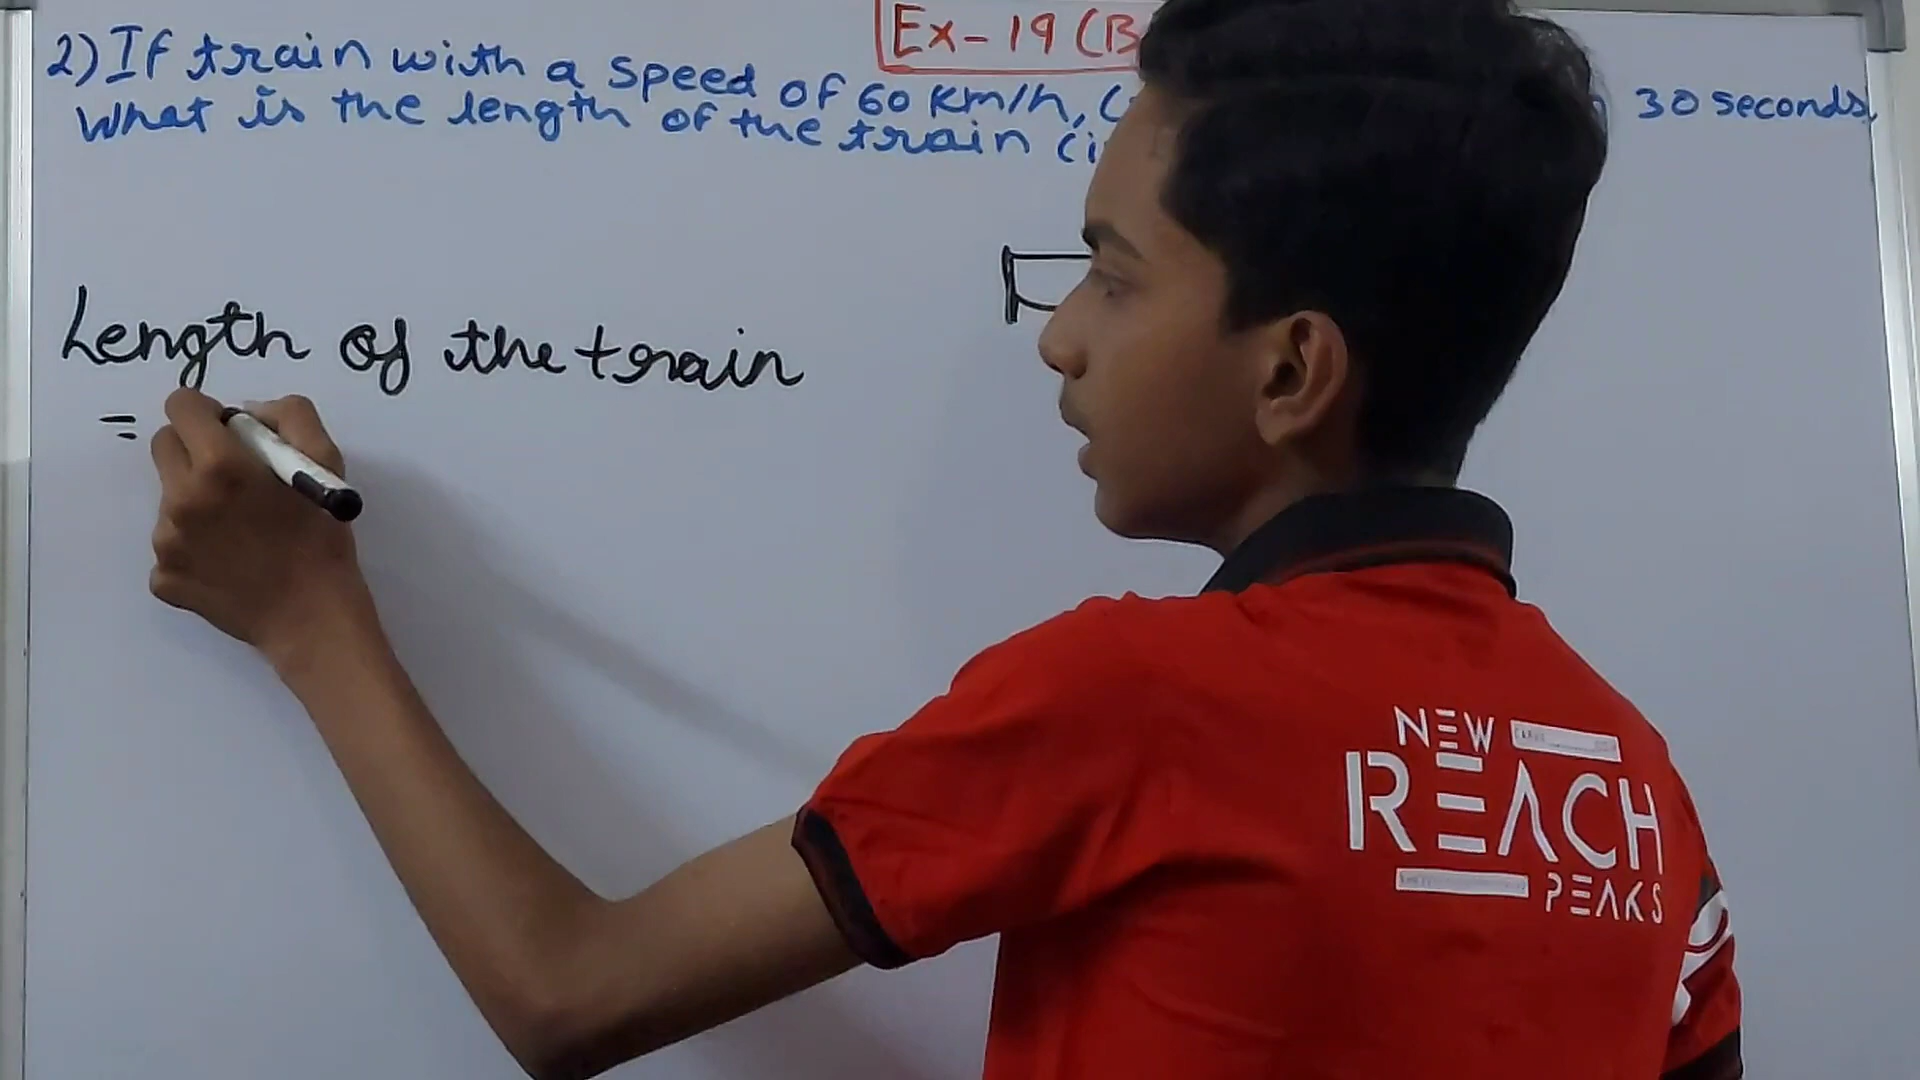 Ex-19 (B
2) If train with a speed of 60 Km/h, 30 seconds,
What is the length of the train (i
Length of the train
=
NEW
REACH
PEAKS